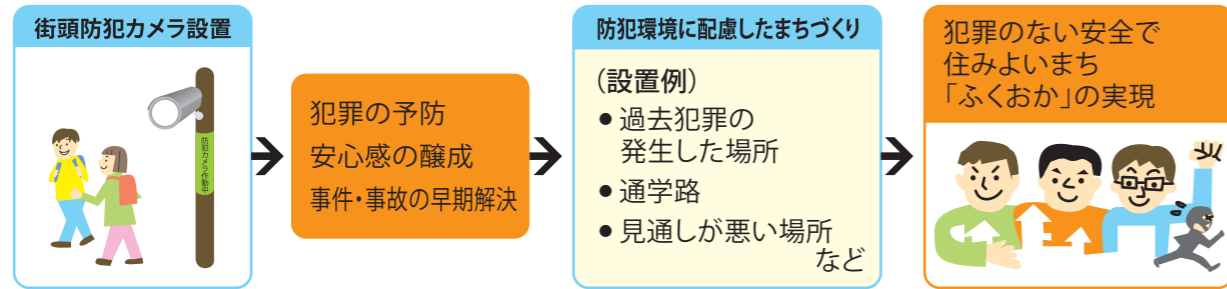 街頭防犯カメラ設置
防犯カメラ作動中
犯罪の予防
安心感の醸成
事件・事故の早期解決
防犯環境に配慮したまちづくり
(設置例)
● 過去犯罪の
発生した場所
● 通学路
● 見通しが悪い場所
など
犯罪のない安全で
住みよいまち
「ふくおか」の実現